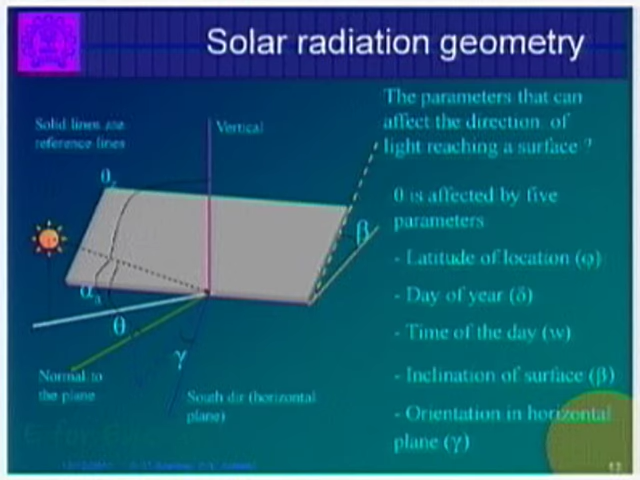 Solar radiation geometry
Solid lines are
reference lines
Vertical
The parameters that can
affect the direction of
light reaching a surface ?
θz
θ is affected by five
parameters
β
- Latitude of location (φ)
αa
- Day of year (δ)
θ
- Time of the day (w)
γ
Normal to
the plane
- Inclination of surface (β)
South dir (horizontal
plane)
- Orientation in horizontal
plane (γ)